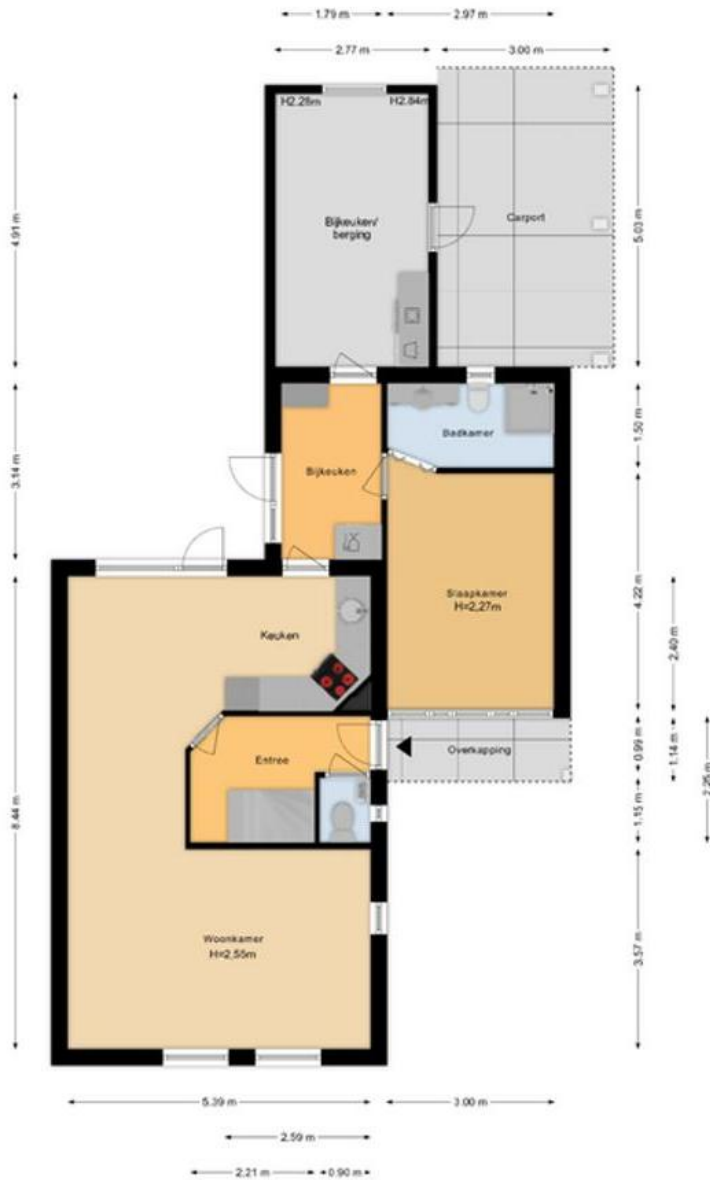 1.79 m
2.97 m
2.77 m
3.00 m
H2.28m
H2.84m
4.91 m
Bijkeuken/
berging
Carport
5.03 m
Badkamer
1.50 m
3.14 m
Bijkeuken
Slaapkamer
H=2,27m
4.22 m
2.40 m
Keuken
Entree
Overkapping
0.99 m
1.14 m
2.25 m
1.15 m
8.44 m
Woonkamer
H=2,55m
3.57 m
5.39 m
3.00 m
2.59 m
2.21 m
0.90 m